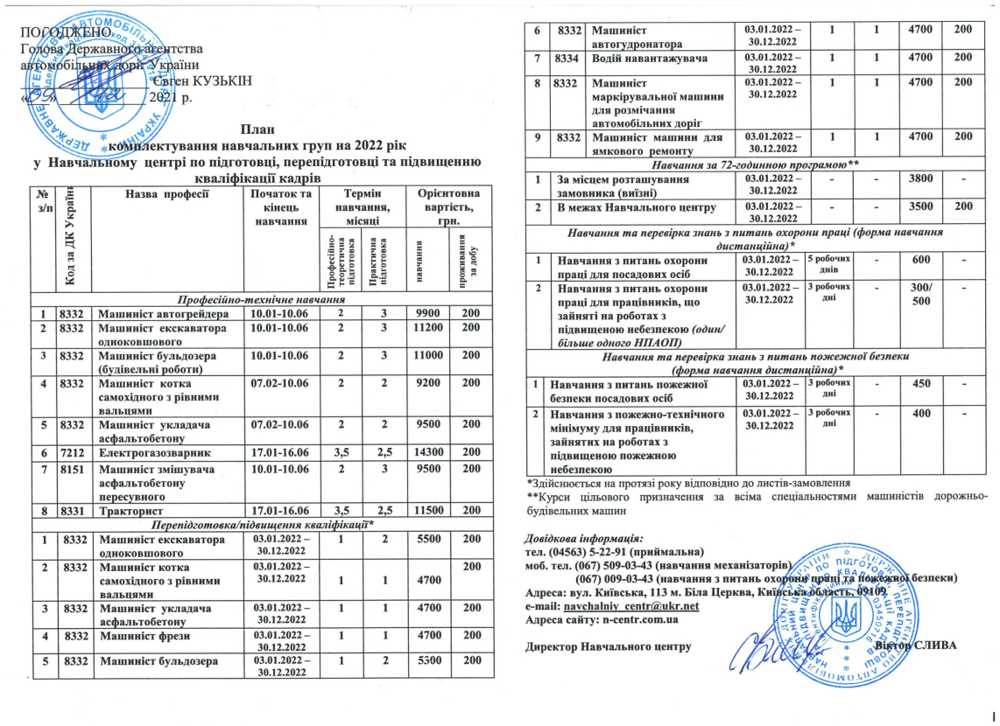 ПОГОДЖЕНО
Голова Державного агентства
автомобільних доріг України
Євген КУЗЬКІН
«09» 12 2021 р.
План
комплектування навчальних груп на 2022 рік
у Навчальному центрі по підготовці, перепідготовці та підвищенню
кваліфікації кадрів
№ з/п Код за ДК України Назва професії Початок та кінець навчання Термін навчання, місяці Орієнтовна вартість, грн.
Професійно-теоретична підготовка Практична підготовка навчання проживання за добу
Професійно-технічне навчання
1 8332 Машиніст автогрейдера 10.01-10.06 2 3 9900 200
2 8332 Машиніст екскаватора 10.01-10.06 2 3 11200 200
одноковшового
3 8332 Машиніст бульдозера 10.01-10.06 2 3 11000 200
(будівельні роботи)
4 8332 Машиніст котка 07.02-10.06 2 2 9200 200
самохідного з рівними
вальцями
5 8332 Машиніст укладача 07.02-10.06 2 2 9500 200
асфальтобетону
6 7212 Електрогазозварник 17.01-16.06 3,5 2,5 14300 200
7 8151 Машиніст змішувача 10.01-10.06 2 3 9500 200
асфальтобетону
пересувного
8 8331 Тракторист 17.01-16.06 3,5 2,5 11500 200
Перепідготовка/підвищення кваліфікації*
1 8332 Машиніст екскаватора 03.01.2022 – 1 2 5500 200
одноковшового 30.12.2022
2 8332 Машиніст котка 03.01.2022 – 200
самохідного з рівними 30.12.2022 1 1 4700
вальцями
3 8332 Машиніст укладача 03.01.2022 – 1 1 4700 200
асфальтобетону 30.12.2022
4 8332 Машиніст фрези 03.01.2022 – 1 1 4700 200
30.12.2022
5 8332 Машиніст бульдозера 03.01.2022 – 1 2 5300 200
30.12.2022
6 8332 Машиніст 03.01.2022 – 1 1 4700 200
автогудронатора 30.12.2022
7 8334 Водій навантажувача 03.01.2022 – 1 1 4700 200
30.12.2022
8 8332 Машиніст 03.01.2022 – 1 1 4700 200
маркірувальної машини 30.12.2022
для розмічання
автомобільних доріг
9 8332 Машиніст машини для 03.01.2022 – 1 1 4700 200
ямкового ремонту 30.12.2022
Навчання за 72-годинною програмою**
1 За місцем розташування 03.01.2022 – - - 3800 -
замовника (виїзні) 30.12.2022
2 В межах Навчального центру 03.01.2022 – - - 3500 200
30.12.2022
Навчання та перевірка знань з питань охорони праці (форма навчання
дистанційна)*
1 Навчання з питань охорони 03.01.2022 – 5 робочих - 600 -
праці для посадових осіб 30.12.2022 днів
2 Навчання з питань охорони 03.01.2022 – 3 робочих - 300/ -
праці для працівників, що 30.12.2022 дні 500
зайняті на роботах з
підвищеною небезпекою (один/
більше одного НПАОП)
Навчання та перевірка знань з питань пожежної безпеки
(форма навчання дистанційна)*
1 Навчання з питань пожежної 03.01.2022 – 3 робочих - 450 -
безпеки посадових осіб 30.12.2022 дні
2 Навчання з пожежно-технічного 03.01.2022 – 3 робочих - 400 -
мінімуму для працівників, 30.12.2022 дні
зайнятих на роботах з
підвищеною пожежною
небезпекою
*Здійснюється на протязі року відповідно до листів-замовлення
**Курси цільового призначення за всіма спеціальностями машиністів дорожньо-
будівельних машин
Довідкова інформація:
тел. (04563) 5-22-91 (приймальна)
моб. тел. (067) 509-03-43 (навчання механізаторів)
(067) 009-03-43 (навчання з питань охорони праці та пожежної безпеки)
Адреса: вул. Київська, 113 м. Біла Церква, Київська область, 09109
e-mail: navchalniy_centr@ukr.net
Адреса сайту: n-centr.com.ua
Директор Навчального центру Віктор СЛИВА